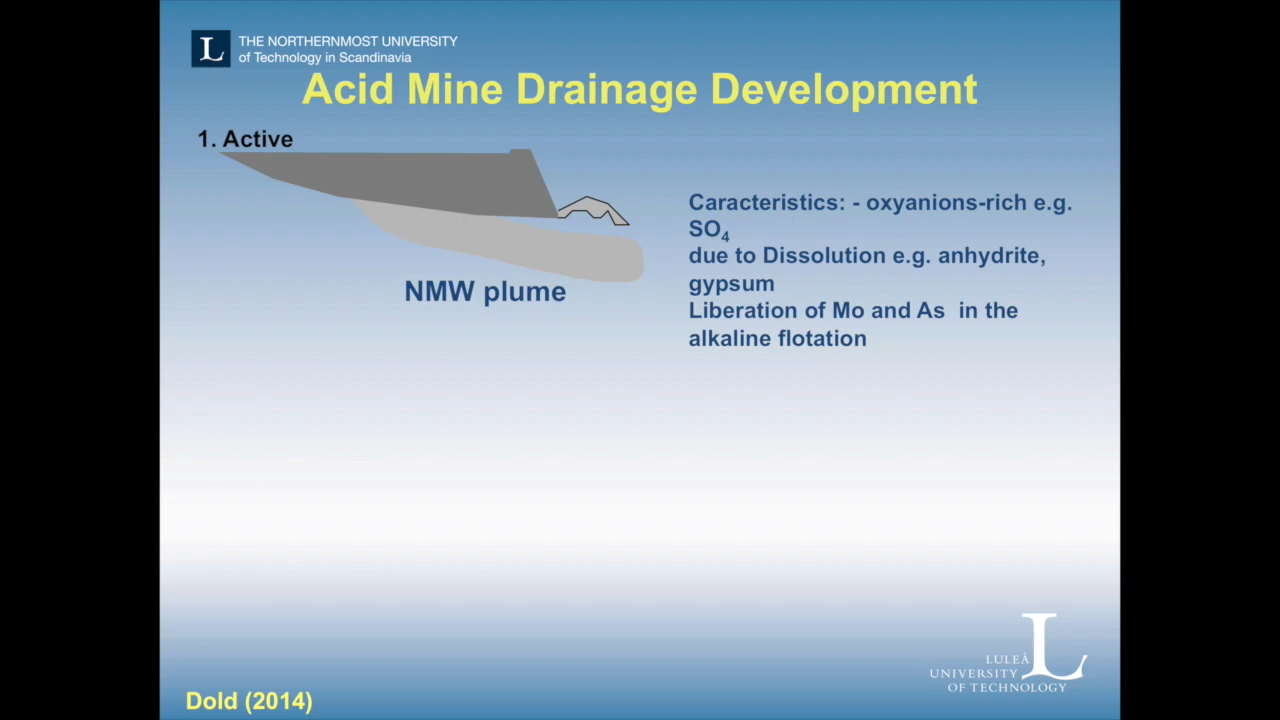 THE NORTHERNMOST UNIVERSITY
of Technology in Scandinavia
Acid Mine Drainage Development
1. Active
Caracteristics: - oxyanions-rich e.g.
SO4
due to Dissolution e.g. anhydrite,
gypsum
Liberation of Mo and As in the
alkaline flotation
NMW plume
L
LULEÅ
UNIVERSITY
OF TECHNOLOGY
Dold (2014)